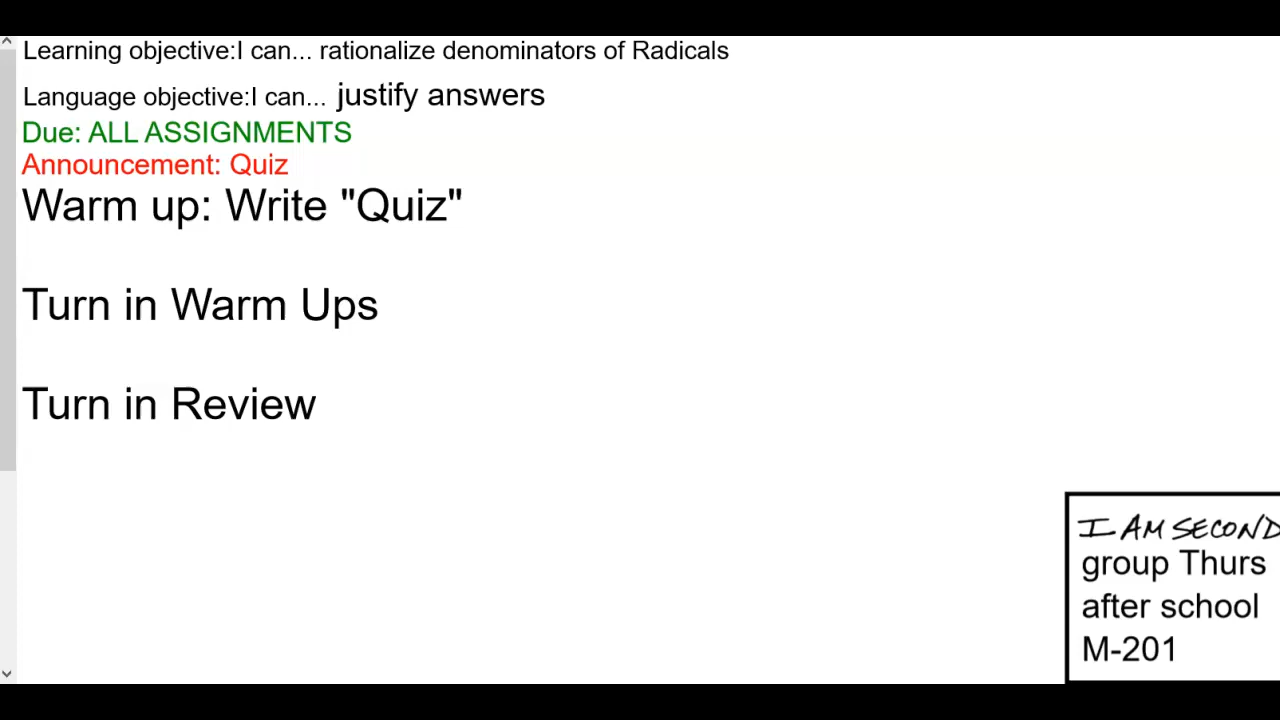 Learning objective:I can... rationalize denominators of Radicals
Language objective:I can... justify answers
Due: ALL ASSIGNMENTS
Announcement: Quiz
Warm up: Write "Quiz"
Turn in Warm Ups
Turn in Review
I AM SECOND
group Thurs
after school
M-201